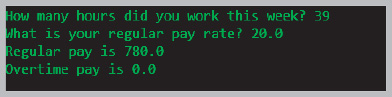 How many hours did you work this week? 39
What is your regular pay rate? 20.0
Regular pay is 780.0
Overtime pay is 0.0